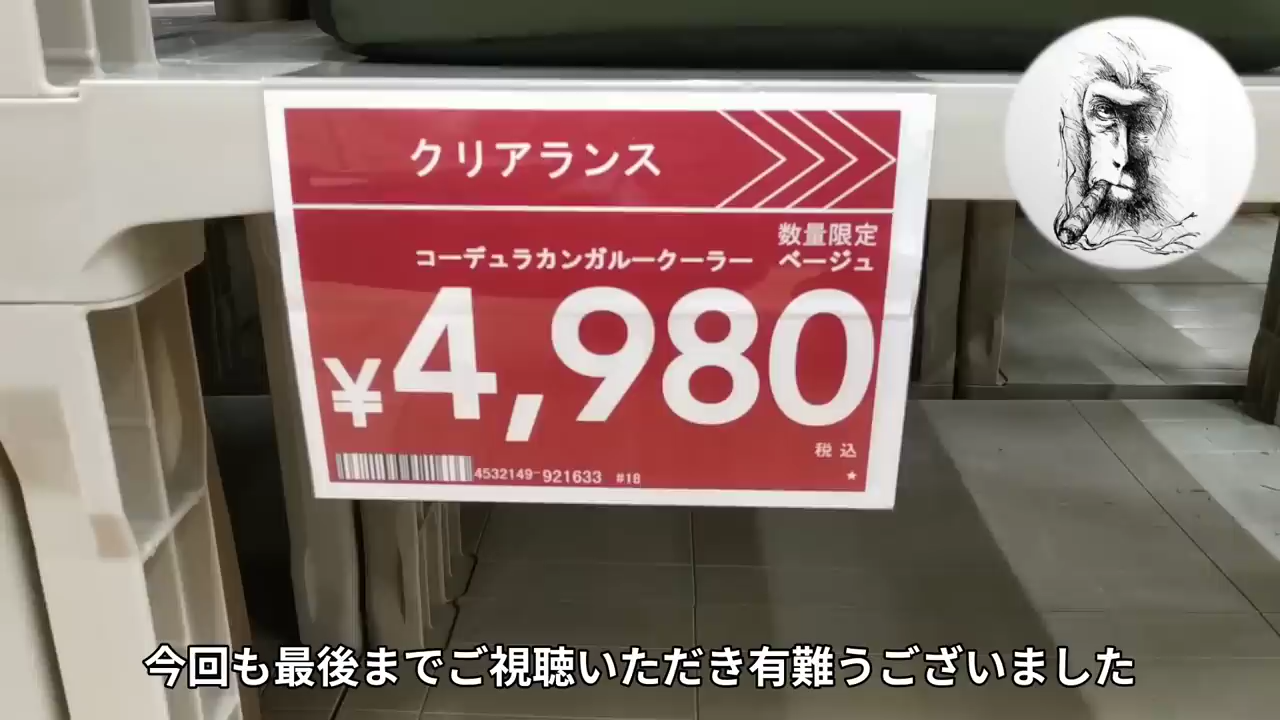 クリアランス
数量限定
コーデュラカンガルークーラー ベージュ
¥4,980
税込
4532149-921633 #18 ★
今回も最後までご視聴いただき有難うございました